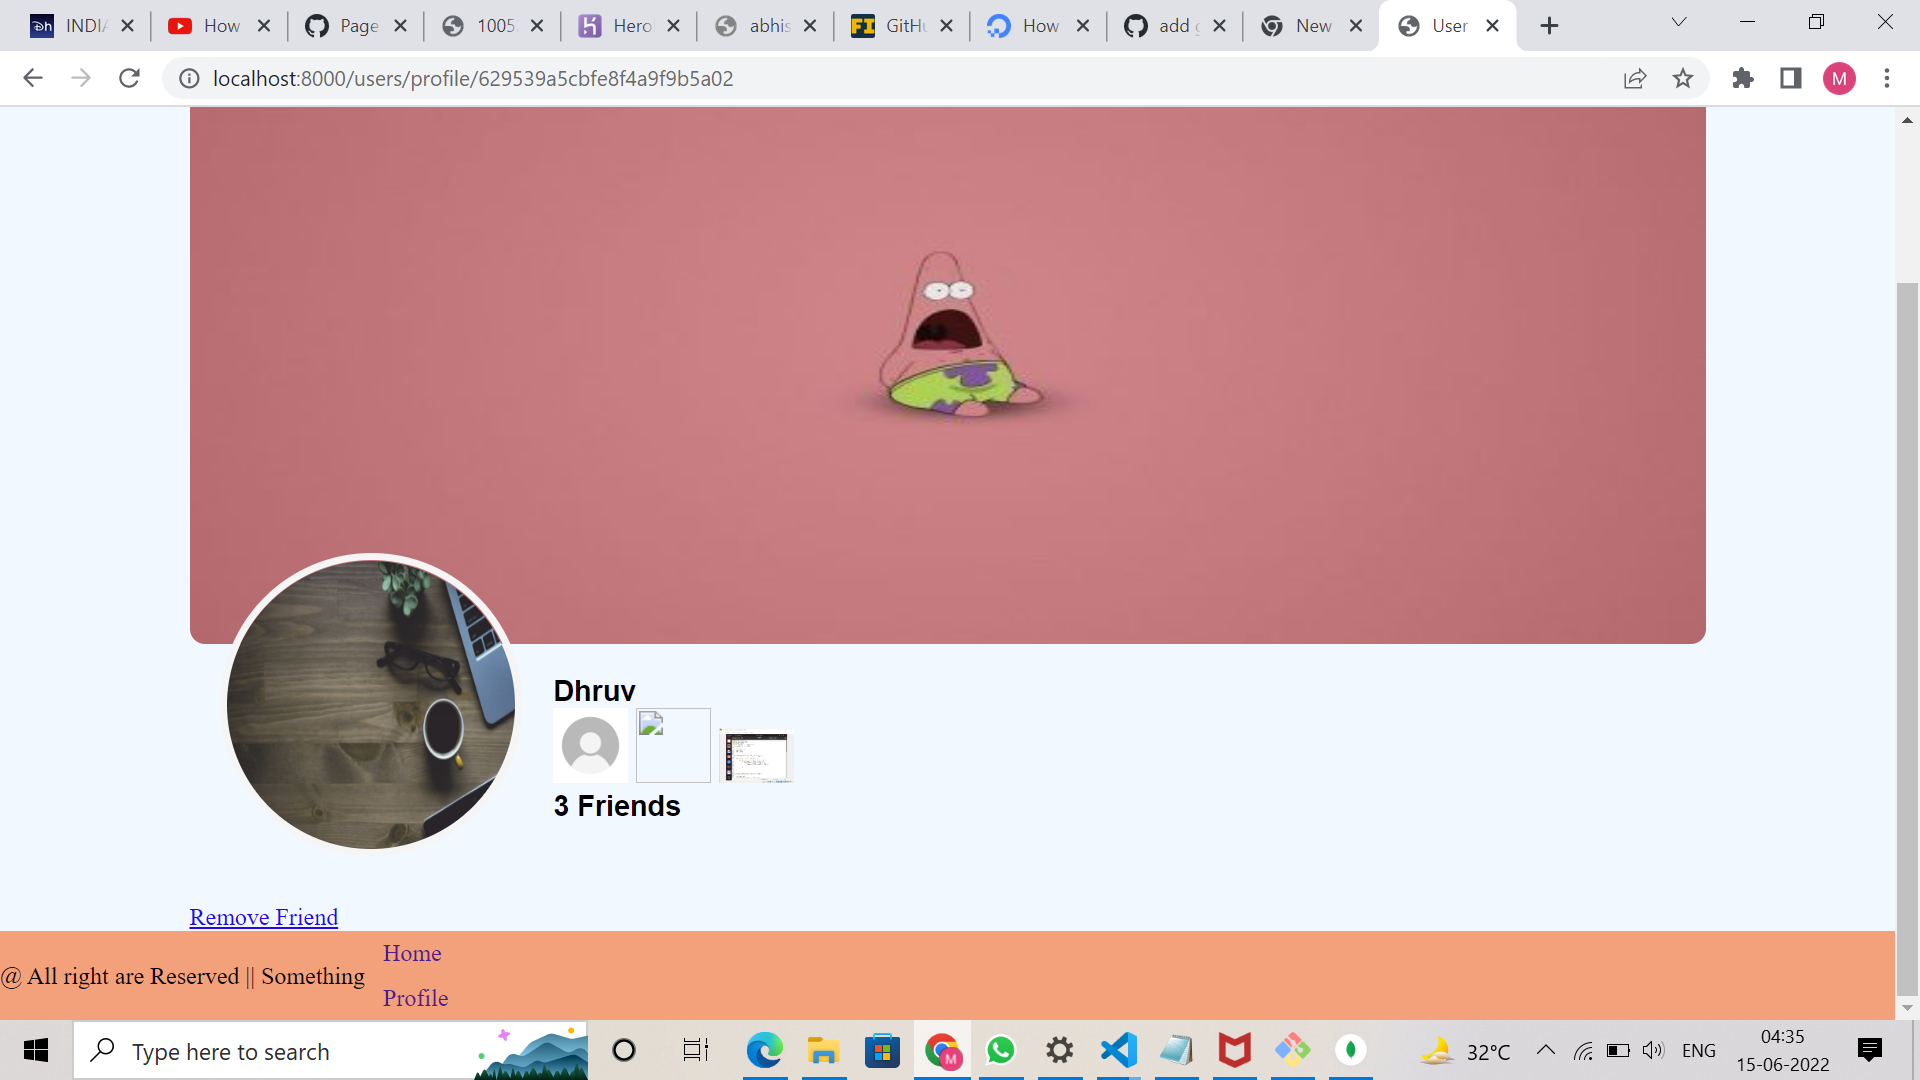 INDI
How
Page
1005
Hero
abhis
GitHu
How
add g
New
User
localhost:8000/users/profile/629539a5cbfe8f4a9f9b5a02
M
Dhruv
3 Friends
Remove Friend
@ All right are Reserved || Something
Home
Profile
Type here to search
M
32°C
ENG
04:35
15-06-2022